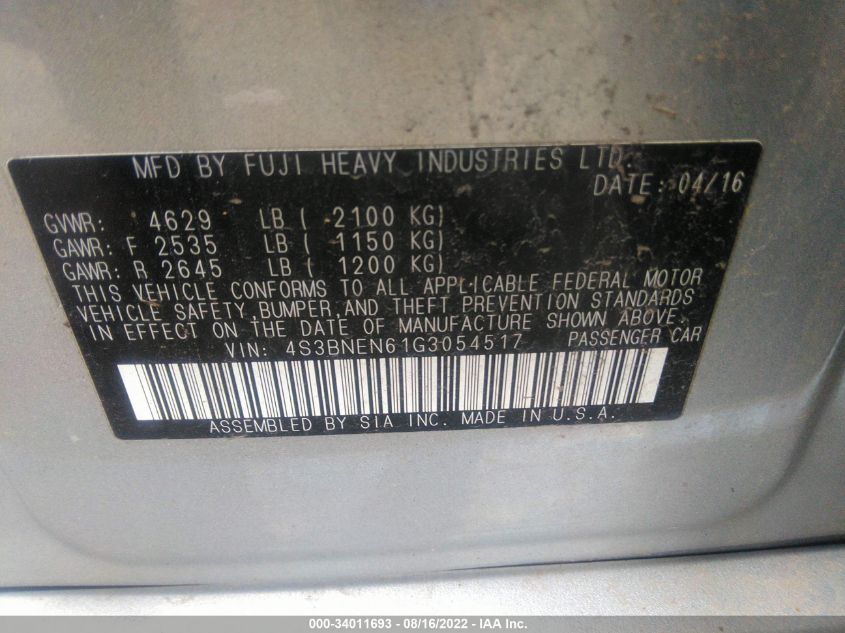 MFD BY FUJI HEAVY INDUSTRIES LTD.
DATE: 04/16
GVWR: 4629 LB ( 2100 KG)
GAWR: F 2535 LB ( 1150 KG)
GAWR: R 2645 LB ( 1200 KG)
THIS VEHICLE CONFORMS TO ALL APPLICABLE FEDERAL MOTOR
VEHICLE SAFETY, BUMPER, AND THEFT PREVENTION STANDARDS
IN EFFECT ON THE DATE OF MANUFACTURE SHOWN ABOVE.
VIN: 4S3BNEN61G3054517 PASSENGER CAR
ASSEMBLED BY SIA INC. MADE IN U.S.A.
000-34011693 - 08/16/2022 - IAA Inc.